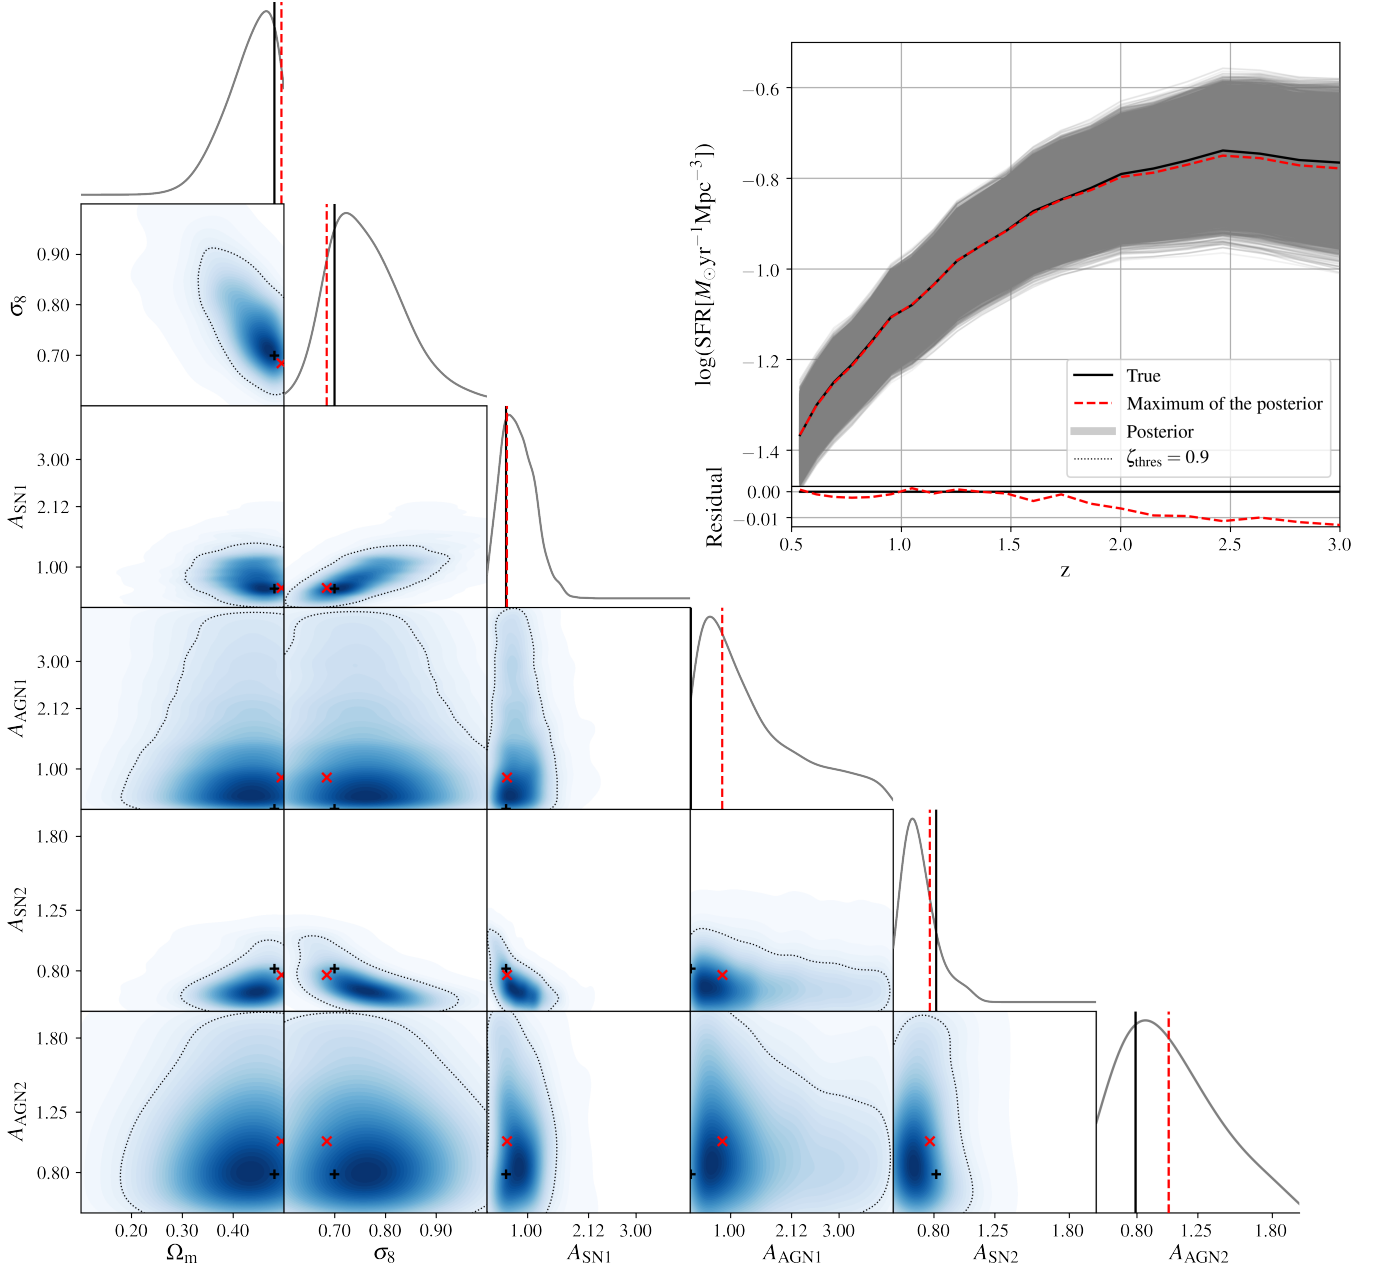 −0.6
−0.8
−1.0
−1.2
−1.4
log(SFR[M⊙yr−1Mpc−3])
True
Maximum of the posterior
Posterior
ζthres = 0.9
0.00
−0.01
Residual
0.5 1.0 1.5 2.0 2.5 3.0
z
0.90
0.80
0.70
σ8
3.00
2.12
1.00
ASN1
3.00
2.12
1.00
AAGN1
1.80
1.25
0.80
ASN2
1.80
1.25
0.80
AAGN2
0.20 0.30 0.40 0.70 0.80 0.90 1.00 2.12 3.00 1.00 2.12 3.00 0.80 1.25 1.80 0.80 1.25 1.80
Ωm σ8 ASN1 AAGN1 ASN2 AAGN2